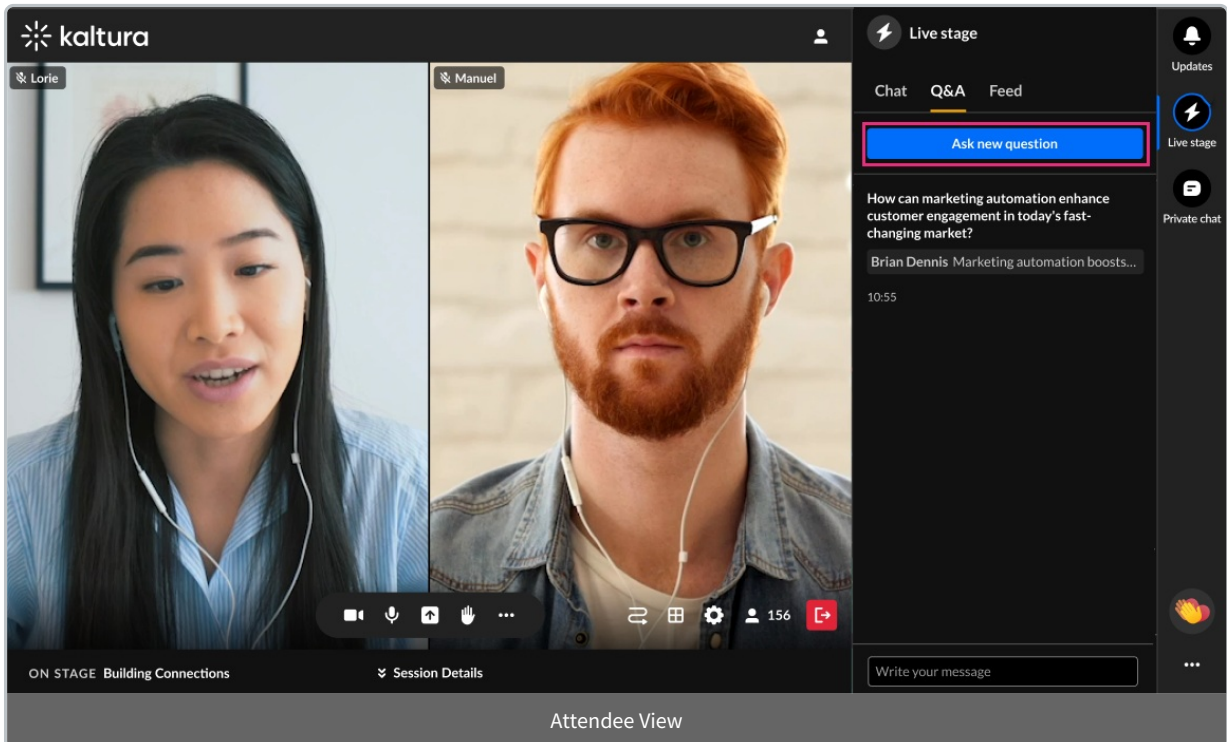 kaltura
Lorie
Manuel
156
ON STAGE Building Connections
Session Details
Live stage
Chat Q&A Feed
Ask new question
How can marketing automation enhance
customer engagement in today's fast-
changing market?
Brian Dennis Marketing automation boosts...
10:55
Write your message
Updates
Live stage
Private chat
Attendee View